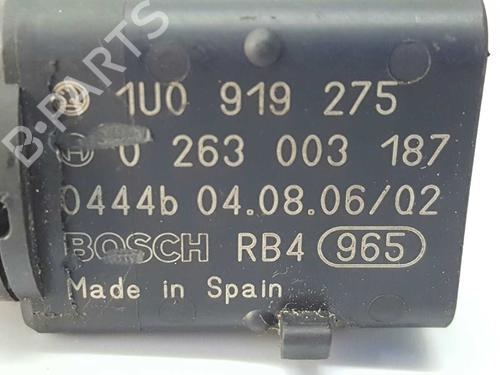 1U0 919 275
0 263 003 187
0444b 04.08.06/02
BOSCH RB4 965
Made in Spain
B-PARTS